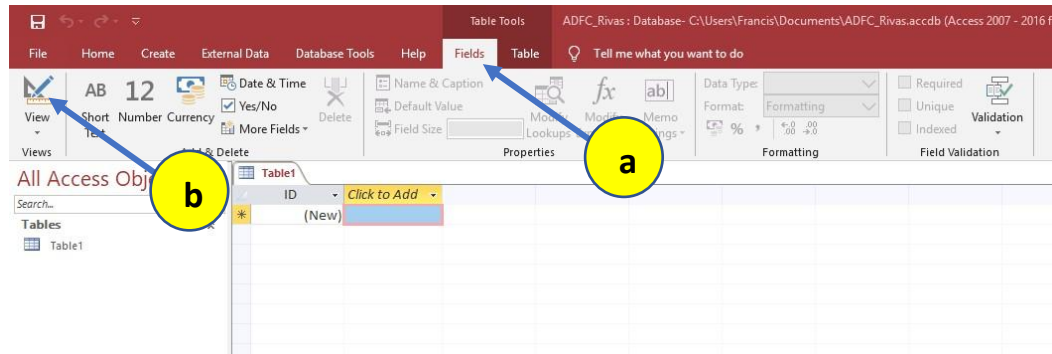 Table Tools ADFC_Rivas : Database- C:\Users\Francis\Documents\ADFC_Rivas.accdb (Access 2007 - 2016 f
File Home Create External Data Database Tools Help Fields Table Tell me what you want to do
View
AB Short
12 Number
Currency
Date & Time
Yes/No
More Fields
Delete
Name & Caption
Default Value
Field Size
Lookups
fx
ab|
Memo
Data Type:
Format: Formatting
% , .00
Required
Unique
Indexed
Validation
Views Delete Properties Formatting Field Validation
a
b
All Access
Search...
Tables
Table1
Table1
ID Click to Add
* (New)